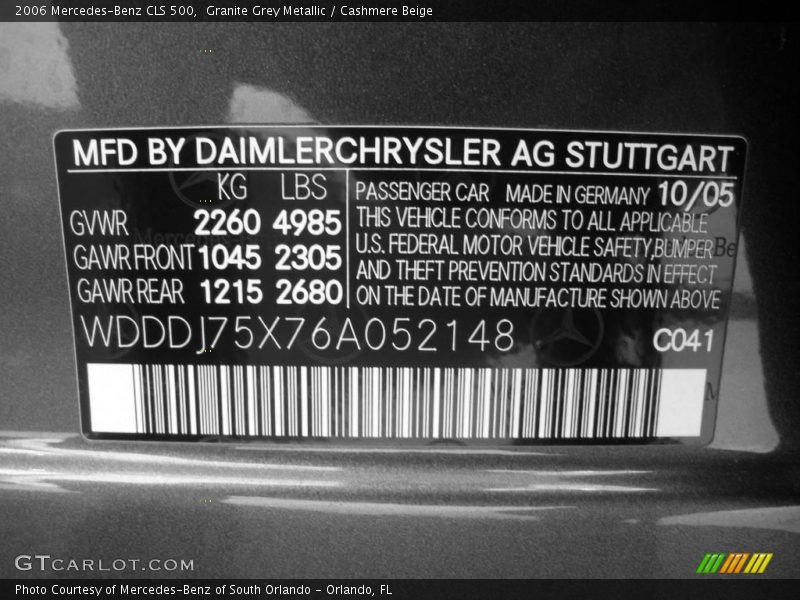 2006 Mercedes-Benz CLS 500,  Granite Grey Metallic / Cashmere Beige
MFD BY DAIMLERCHRYSLER AG STUTTGART
KG LBS
GVWR 2260 4985
GAWR FRONT 1045 2305
GAWR REAR 1215 2680
PASSENGER CAR MADE IN GERMANY 10/05
THIS VEHICLE CONFORMS TO ALL APPLICABLE
U.S. FEDERAL MOTOR VEHICLE SAFETY, BUMPER
AND THEFT PREVENTION STANDARDS IN EFFECT
ON THE DATE OF MANUFACTURE SHOWN ABOVE
WDDDJ75X76A052148 C041
GTCARLOT.COM
Photo Courtesy of Mercedes-Benz of South Orlando - Orlando, FL